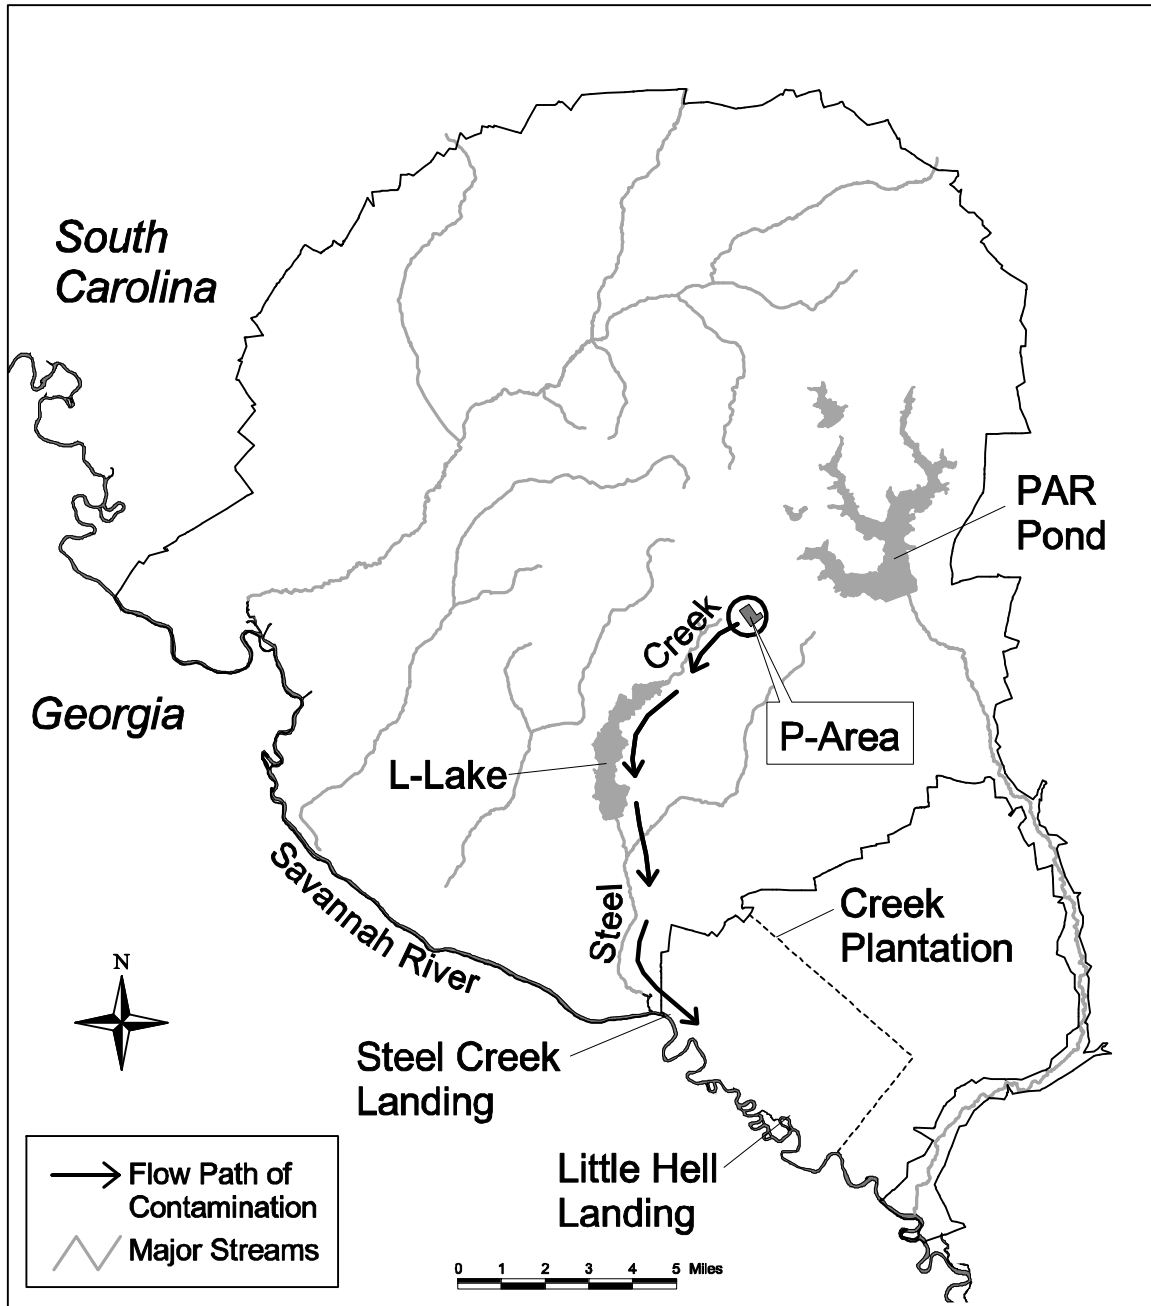 South
Carolina
PAR
Pond
Creek
Georgia
P-Area
L-Lake
Savannah River
Steel
Creek
Plantation
N
Steel Creek
Landing
Little Hell
Landing
Flow Path of
Contamination
Major Streams
0 1 2 3 4 5 Miles